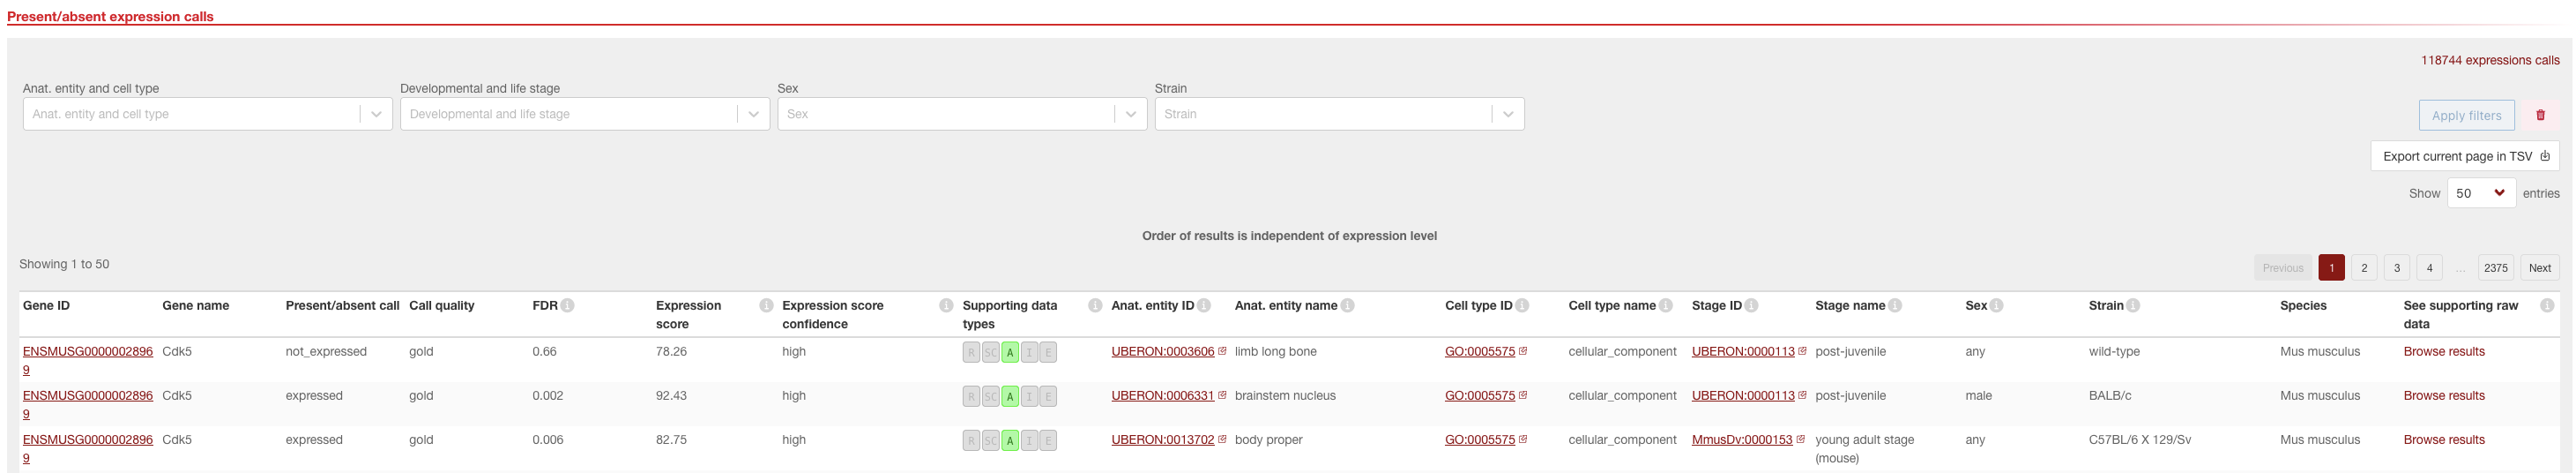 Present/absent expression calls
118744 expressions calls
Anat. entity and cell type Developmental and life stage Sex Strain
Anat. entity and cell type Developmental and life stage Sex Strain
Apply filters
Export current page in TSV
Show 50 entries
Order of results is independent of expression level
Showing 1 to 50
Previous 1 2 3 4 ... 2375 Next
Gene ID Gene name Present/absent call Call quality FDR Expression score Expression score confidence Supporting data types Anat. entity ID Anat. entity name Cell type ID Cell type name Stage ID Stage name Sex Strain Species See supporting raw data
ENSMUSG00000028969 Cdk5 not_expressed gold 0.66 78.26 high R SC A I E UBERON:0003606 limb long bone GO:0005575 cellular_component UBERON:0000113 post-juvenile any wild-type Mus musculus Browse results
ENSMUSG00000028969 Cdk5 expressed gold 0.002 92.43 high R SC A I E UBERON:0006331 brainstem nucleus GO:0005575 cellular_component UBERON:0000113 post-juvenile male BALB/c Mus musculus Browse results
ENSMUSG00000028969 Cdk5 expressed gold 0.006 82.75 high R SC A I E UBERON:0013702 body proper GO:0005575 cellular_component MmusDv:0000153 young adult stage (mouse) any C57BL/6 X 129/Sv Mus musculus Browse results